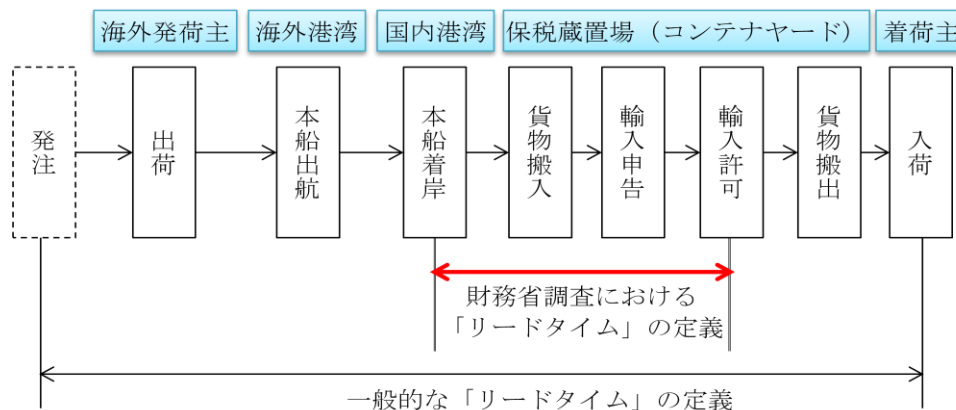 海外発荷主
海外港湾
国内港湾
保税蔵置場（コンテナヤード）
着荷主
発注
出荷
本船出航
本船着岸
貨物搬入
輸入申告
輸入許可
貨物搬出
入荷
財務省調査における
「リードタイム」の定義
一般的な「リードタイム」の定義